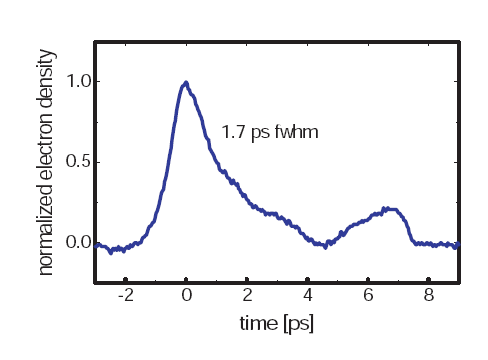 normalized electron density
1.0
0.5
0.0
1.7 ps fwhm
-2 0 2 4 6 8
time [ps]